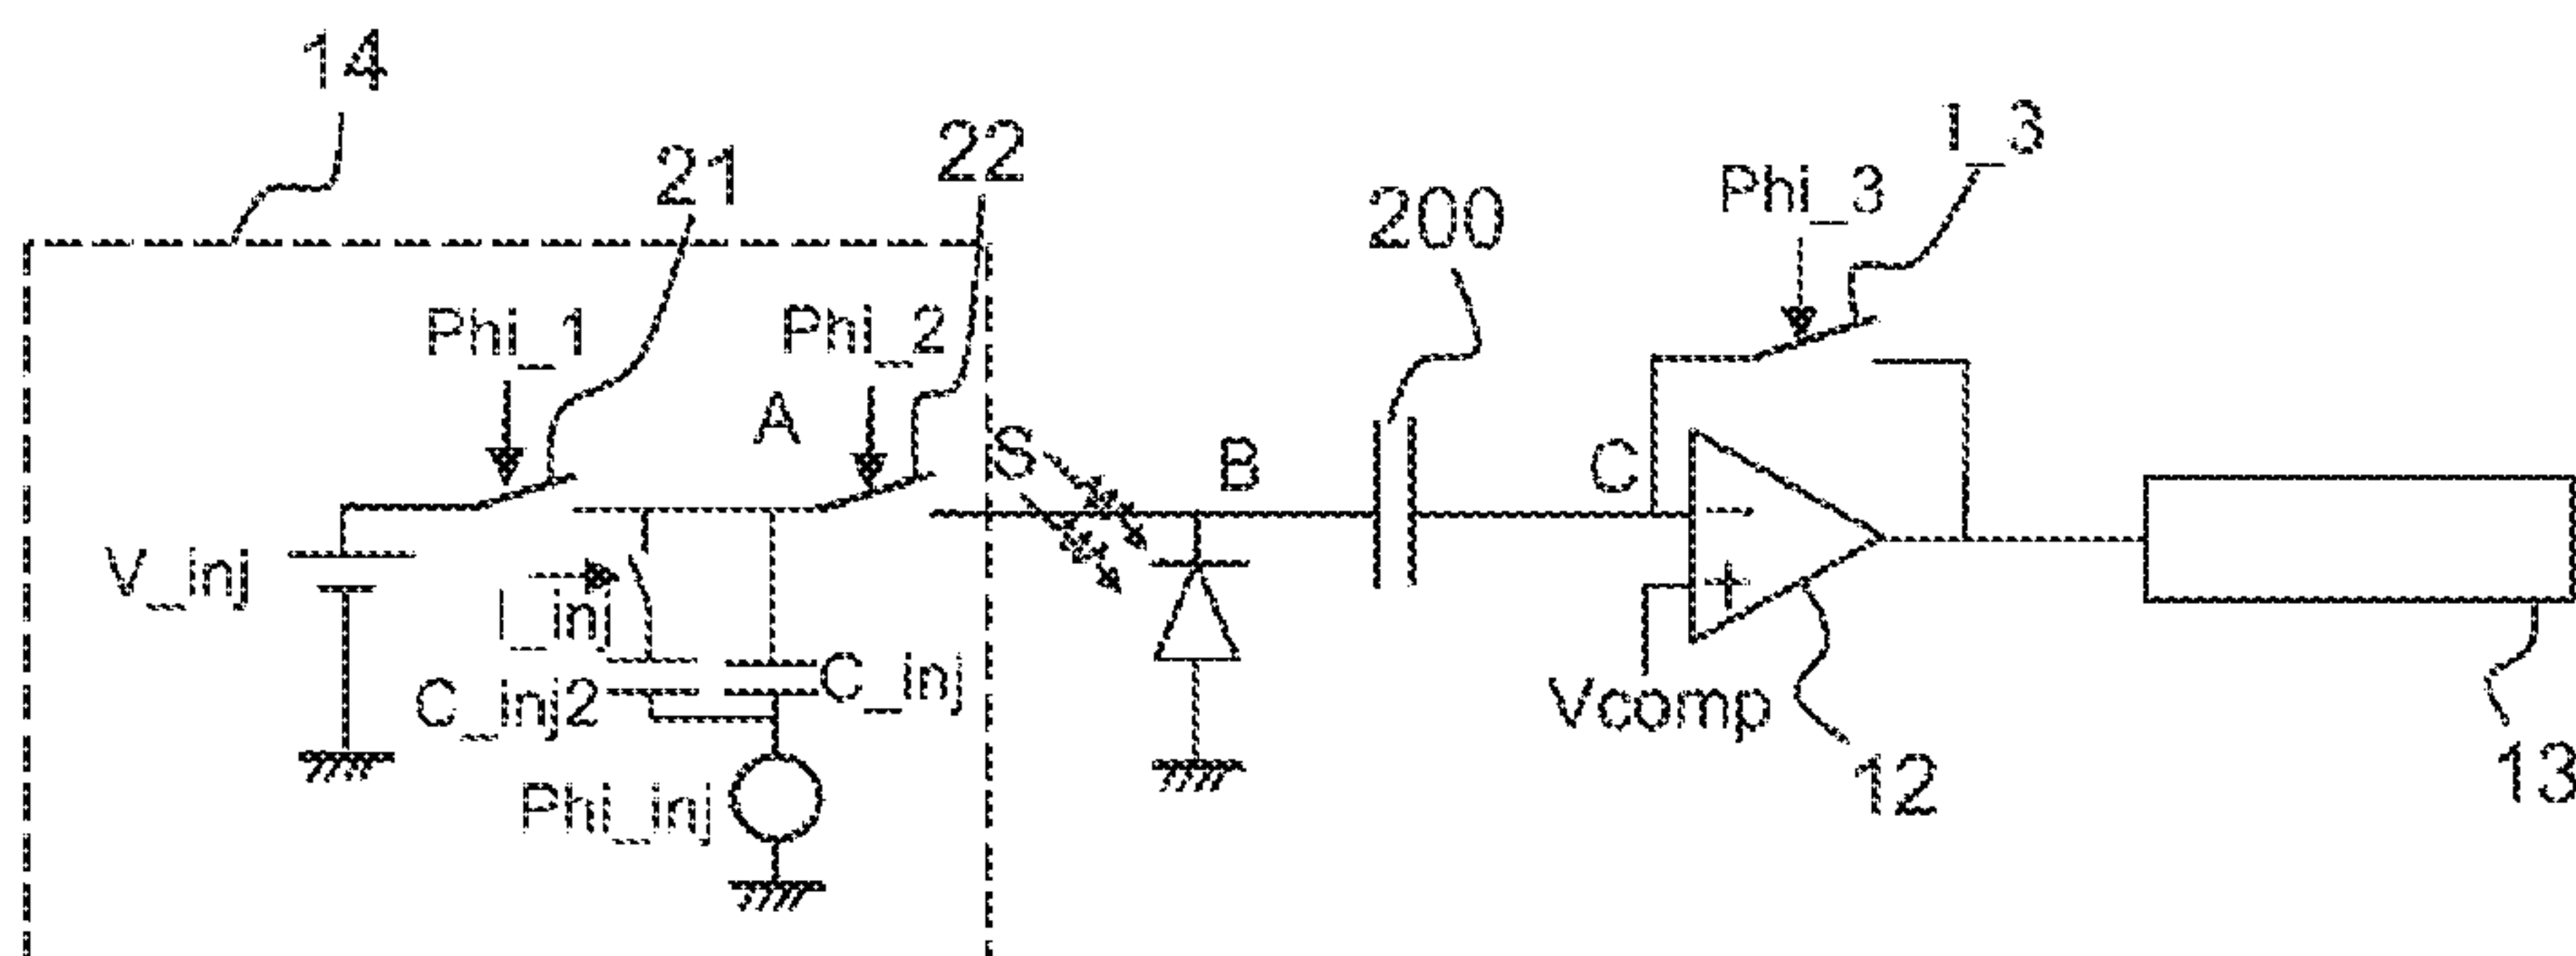 14
21
22
200
Phi_3
I_3
Phi_1
Phi_2
A
S
B
C
V_inj
I_inj
C_inj2
C_inj
Phi_inj
−
+
Vcomp
12
13